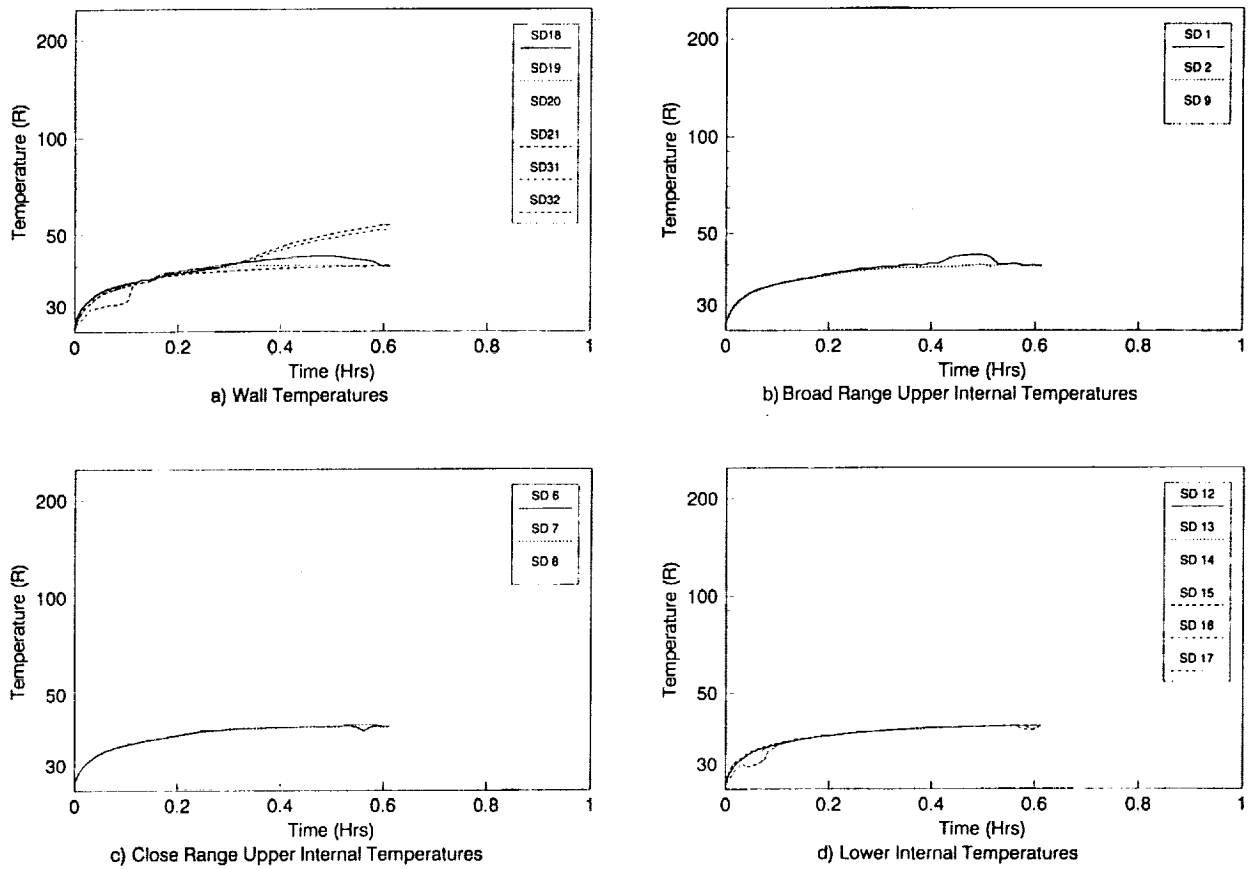 200
100
50
30
Temperature (R)
0
0.2
0.4
0.6
0.8
1
Time (Hrs)
SD18
SD19
SD20
SD21
SD31
SD32
a) Wall Temperatures
200
100
50
30
Temperature (R)
0
0.2
0.4
0.6
0.8
1
Time (Hrs)
SD 1
SD 2
SD 9
b) Broad Range Upper Internal Temperatures
200
100
50
30
Temperature (R)
0
0.2
0.4
0.6
0.8
1
Time (Hrs)
SD 6
SD 7
SD 8
c) Close Range Upper Internal Temperatures
200
100
50
30
Temperature (R)
0
0.2
0.4
0.6
0.8
1
Time (Hrs)
SD 12
SD 13
SD 14
SD 15
SD 16
SD 17
d) Lower Internal Temperatures